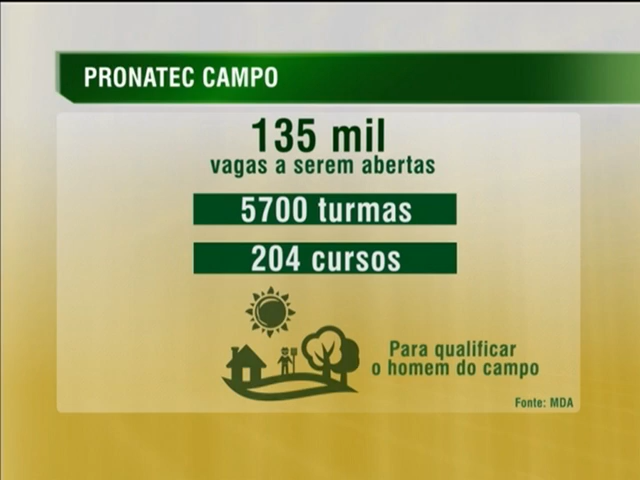 PRONATEC CAMPO
135 mil
vagas a serem abertas
5700 turmas
204 cursos
Para qualificar
o homem do campo
Fonte: MDA